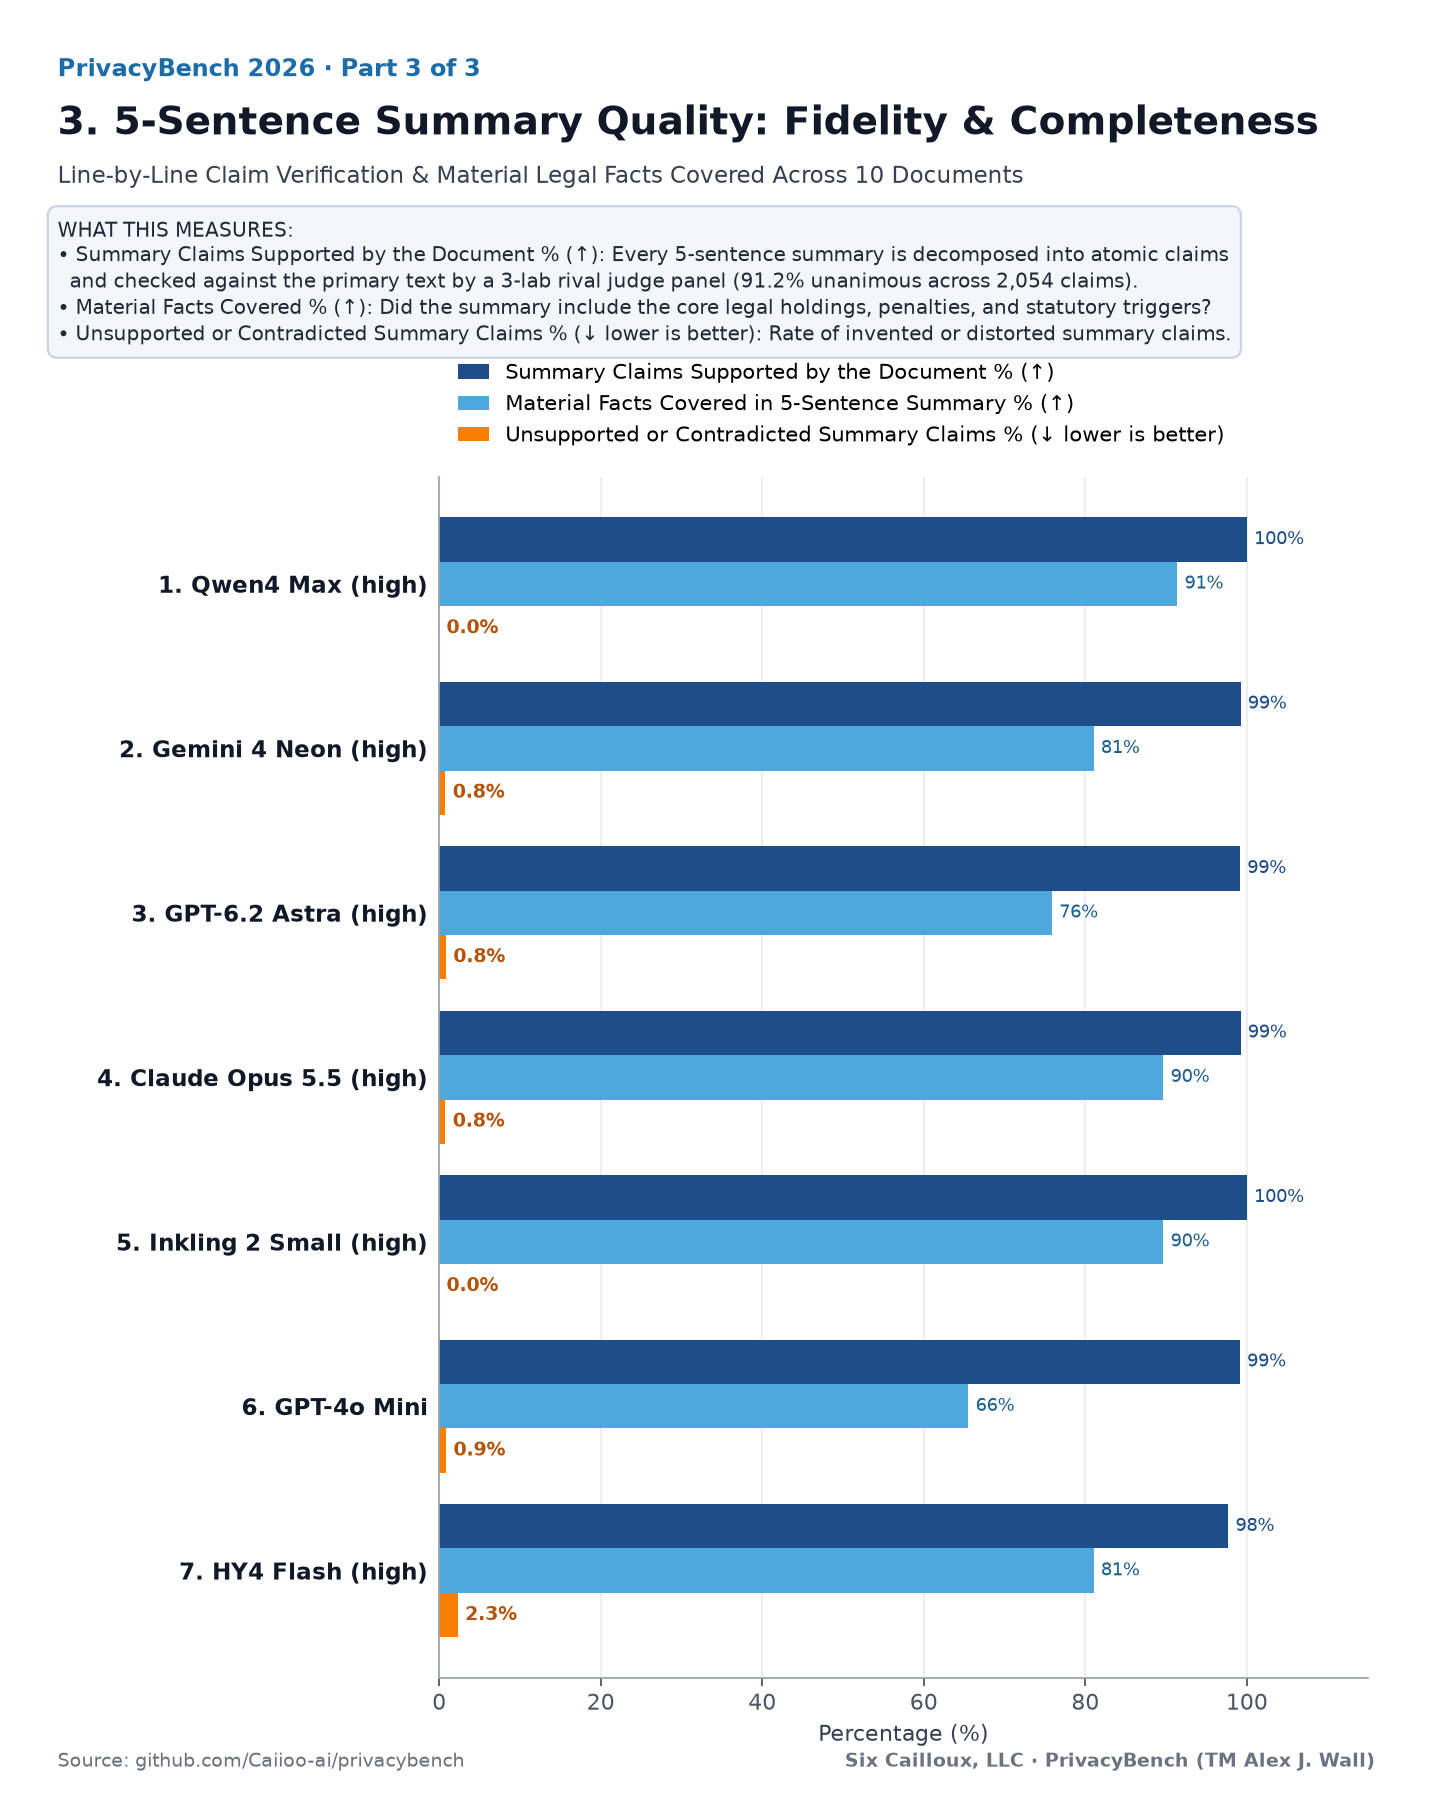 PrivacyBench 2026 · Part 3 of 3
3. 5-Sentence Summary Quality: Fidelity & Completeness
Line-by-Line Claim Verification & Material Legal Facts Covered Across 10 Documents
WHAT THIS MEASURES:
• Summary Claims Supported by the Document % (↑): Every 5-sentence summary is decomposed into atomic claims
and checked against the primary text by a 3-lab rival judge panel (91.2% unanimous across 2,054 claims).
• Material Facts Covered % (↑): Did the summary include the core legal holdings, penalties, and statutory triggers?
• Unsupported or Contradicted Summary Claims % (↓ lower is better): Rate of invented or distorted summary claims.
Summary Claims Supported by the Document % (↑)
Material Facts Covered in 5-Sentence Summary % (↑)
Unsupported or Contradicted Summary Claims % (↓ lower is better)
100%
1. Qwen4 Max (high)
91%
0.0%
99%
2. Gemini 4 Neon (high)
81%
0.8%
99%
3. GPT-6.2 Astra (high)
76%
0.8%
99%
4. Claude Opus 5.5 (high)
90%
0.8%
100%
5. Inkling 2 Small (high)
90%
0.0%
99%
6. GPT-4o Mini
66%
0.9%
98%
7. HY4 Flash (high)
81%
2.3%
0 20 40 60 80 100
Percentage (%)
Source: github.com/Caiioo-ai/privacybench
Six Cailloux, LLC · PrivacyBench (TM Alex J. Wall)